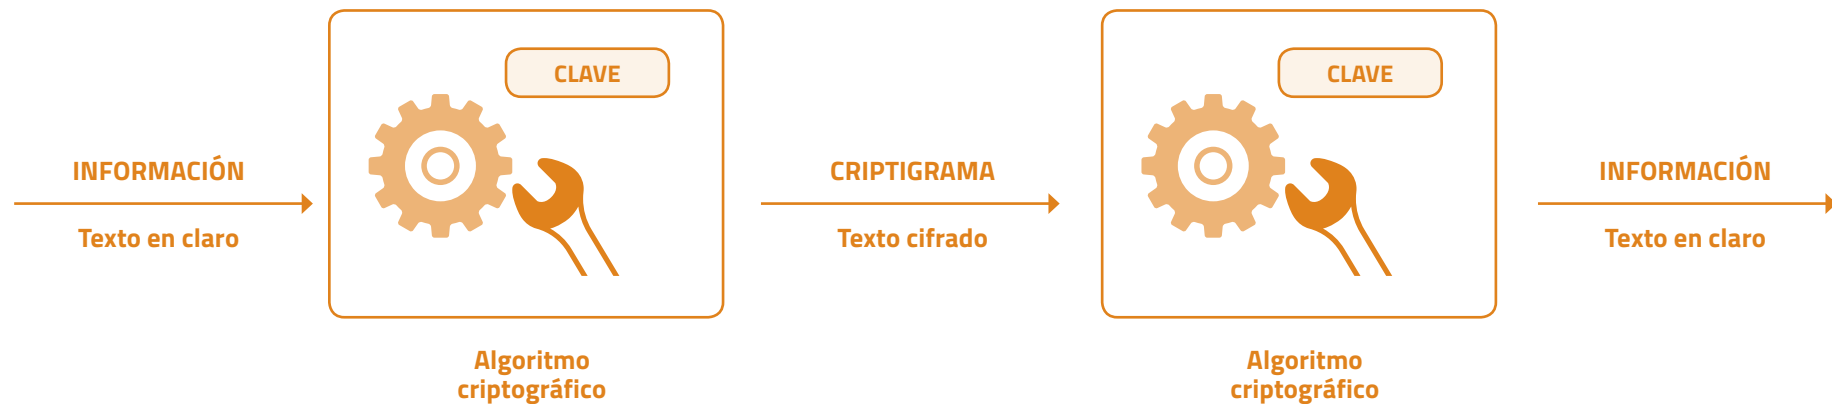 INFORMACIÓN
Texto en claro
CLAVE
Algoritmo
criptográfico
CRIPTIGRAMA
Texto cifrado
CLAVE
Algoritmo
criptográfico
INFORMACIÓN
Texto en claro